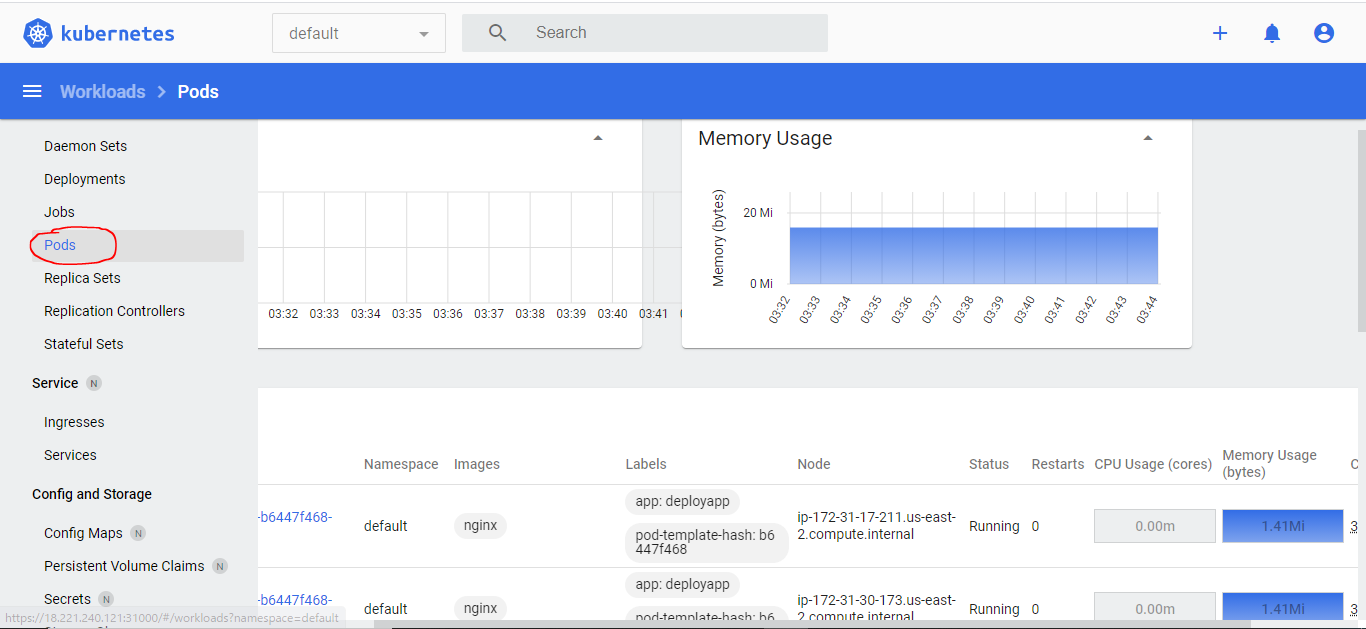 kubernetes
default
Search
Workloads
Pods
Daemon Sets
Deployments
Jobs
Pods
Replica Sets
Replication Controllers
Stateful Sets
Service N
Ingresses
Services
Config and Storage
Config Maps N
Persistent Volume Claims N
Secrets N
https://18.221.240.121:31000/#/workloads?namespace=default
03:32 03:33 03:34 03:35 03:36 03:37 03:38 03:39 03:40 03:41
Memory Usage
Memory (bytes)
20 Mi
0 Mi
03:32 03:33 03:34 03:35 03:36 03:37 03:38 03:39 03:40 03:41 03:42 03:43 03:44
Namespace Images Labels Node Status Restarts CPU Usage (cores) Memory Usage
(bytes)
-b6447f468-
default
nginx
app: deployapp
pod-template-hash: b6
447f468
ip-172-31-17-211.us-east-
2.compute.internal
Running 0 0.00m 1.41Mi 3
-b6447f468-
default
nginx
app: deployapp
pod-template-hash: b6
ip-172-31-30-173.us-east-
2.compute.internal
Running 0 0.00m 1.41Mi 3